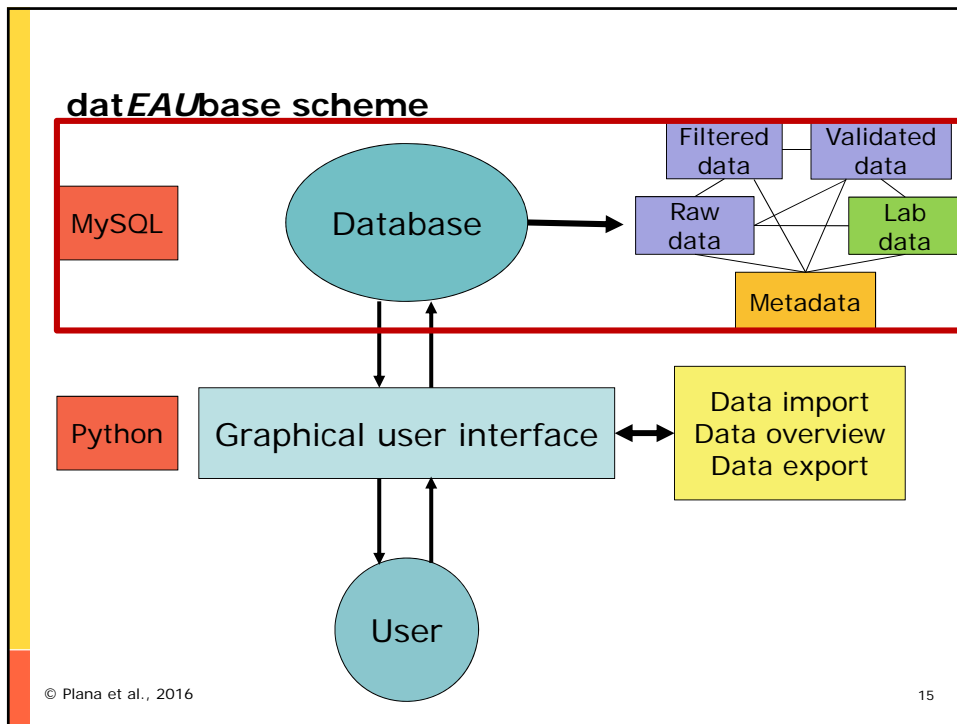 datEAUbase scheme
MySQL
Database
Filtered
data
Validated
data
Raw
data
Lab
data
Metadata
Python
Graphical user interface
Data import
Data overview
Data export
User
© Plana et al., 2016
15